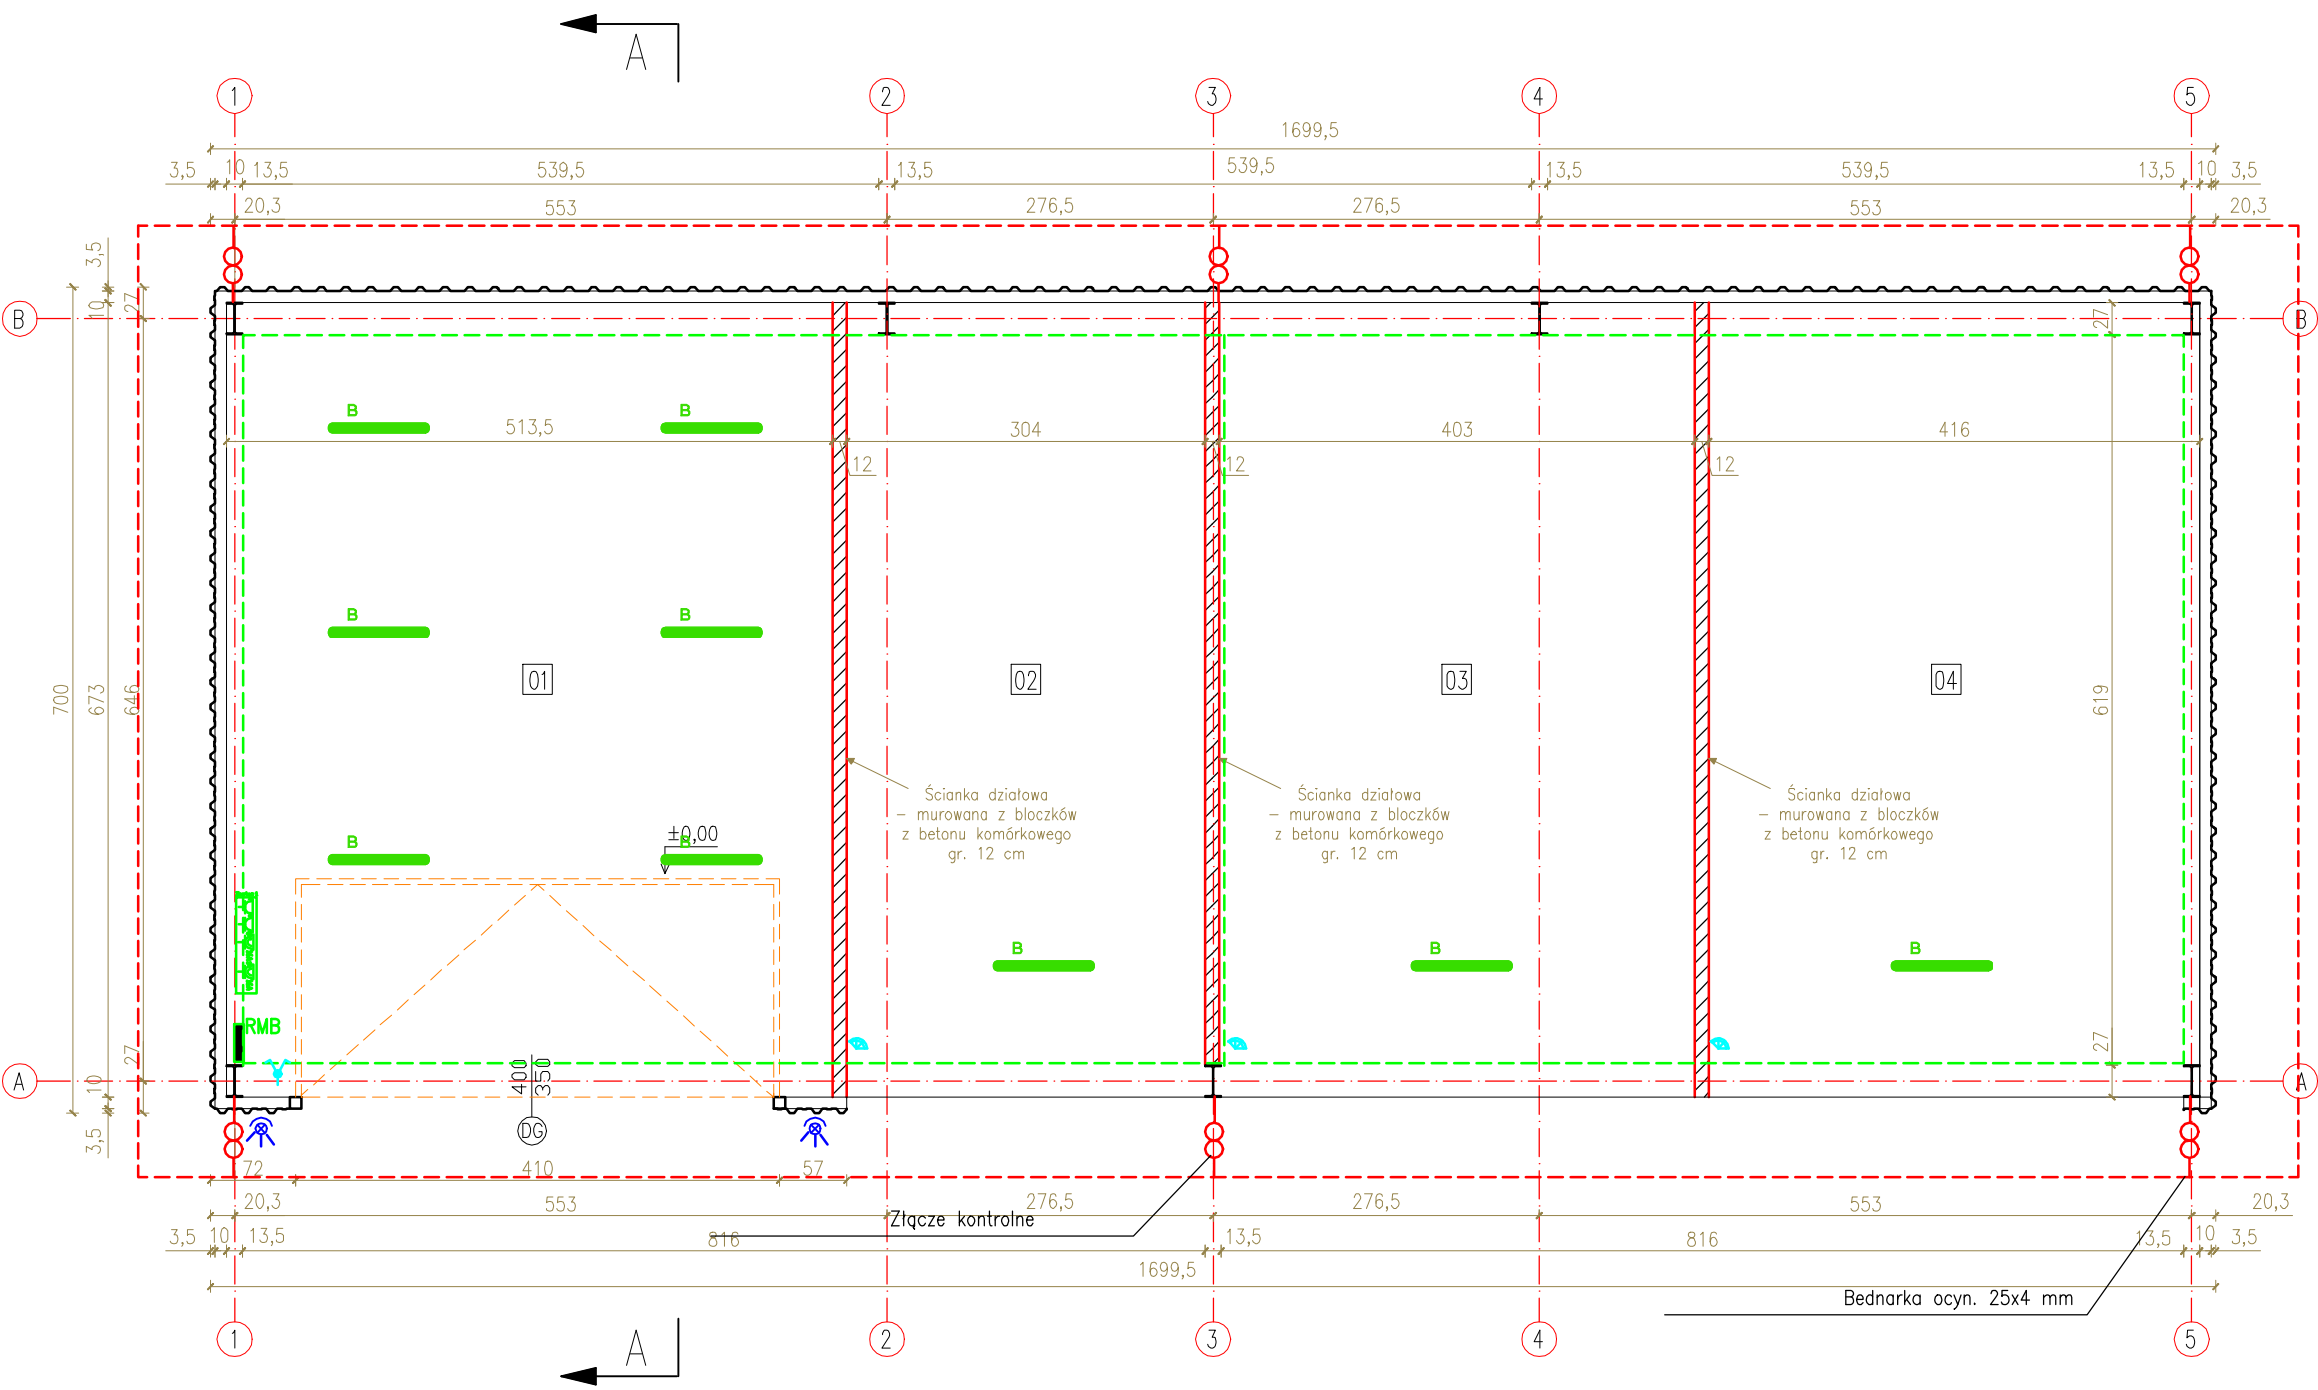 A
1 2 3 4 5
1699,5
3,5 10 13,5 539,5 13,5 539,5 13,5 539,5 13,5 10 3,5
20,3 553 276,5 276,5 553 20,3
3,5
10
27
B
B
27
B B
513,5 304 403 416
12 12 12
B B
01 02 03 04
700
673
646
619
Ścianka działowa
– murowana z bloczków
z betonu komórkowego
gr. 12 cm
Ścianka działowa
– murowana z bloczków
z betonu komórkowego
gr. 12 cm
Ścianka działowa
– murowana z bloczków
z betonu komórkowego
gr. 12 cm
±0,00
B B
B B B
RMB
27
27
400
350
A
A
10
3,5
DG
72 410 57
20,3 553 276,5 276,5 553 20,3
Złącze kontrolne
3,5 10 13,5 816 13,5 816 13,5 10 3,5
1699,5
Bednarka ocyn. 25x4 mm
1 2 3 4 5
A